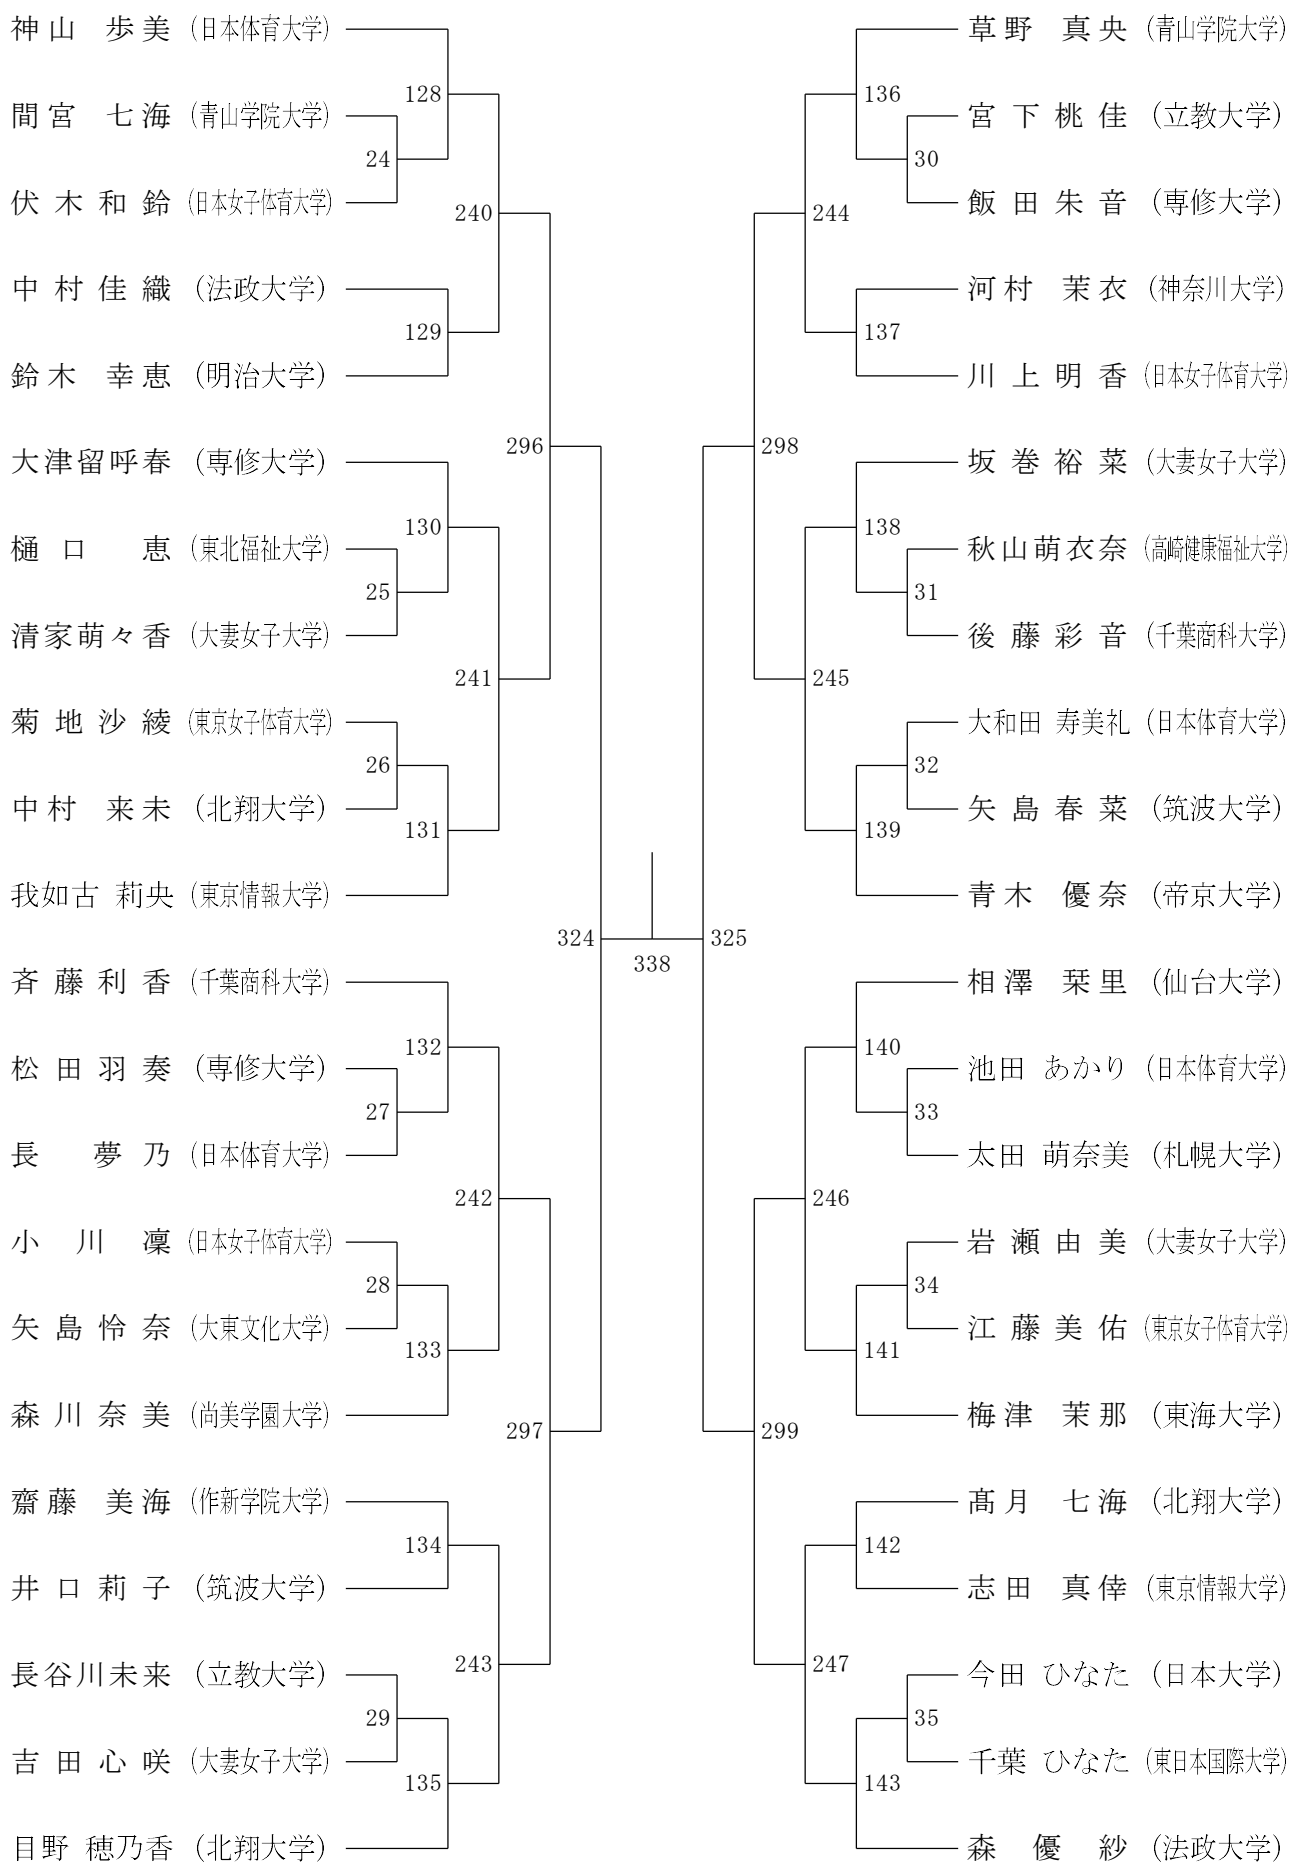 神山 歩美 (日本体育大学)
128
間宮 七海 (青山学院大学)
24
伏木和鈴 (日本女子体育大学)
240
中村佳織 (法政大学)
129
鈴木 幸恵 (明治大学)
296
大津留呼春 (専修大学)
130
樋口 恵 (東北福祉大学)
25
清家萌々香 (大妻女子大学)
241
菊地沙綾 (東京女子体育大学)
26
中村 来未 (北翔大学)
131
我如古 莉央 (東京情報大学)
324
斉藤利香 (千葉商科大学)
132
松田羽奏 (専修大学)
27
長 夢乃 (日本体育大学)
242
小川 凜 (日本女子体育大学)
28
矢島怜奈 (大東文化大学)
133
森川奈美 (尚美学園大学)
297
齋藤 美海 (作新学院大学)
134
井口莉子 (筑波大学)
長谷川未来 (立教大学)
243
29
吉田心咲 (大妻女子大学)
135
目野 穂乃香 (北翔大学)
338
草野 真央 (青山学院大学)
136
宮下桃佳 (立教大学)
30
飯田朱音 (専修大学)
244
河村 茉衣 (神奈川大学)
137
川上明香 (日本女子体育大学)
298
坂巻裕菜 (大妻女子大学)
138
秋山萌衣奈 (高崎健康福祉大学)
31
後藤彩音 (千葉商科大学)
245
大和田 寿美礼 (日本体育大学)
32
矢島春菜 (筑波大学)
139
青木 優奈 (帝京大学)
325
相澤 栞里 (仙台大学)
140
池田 あかり (日本体育大学)
33
太田 萌奈美 (札幌大学)
246
岩瀬由美 (大妻女子大学)
34
江藤美佑 (東京女子体育大学)
141
梅津 茉那 (東海大学)
299
髙月 七海 (北翔大学)
142
志田 真倖 (東京情報大学)
247
今田 ひなた (日本大学)
35
千葉 ひなた (東日本国際大学)
143
森 優紗 (法政大学)